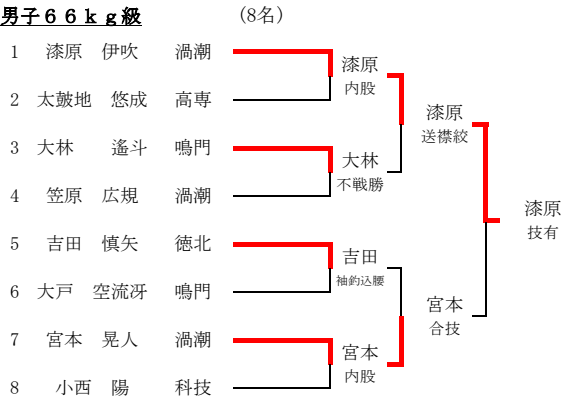 男子６６ｋｇ級 (8名)
1 漆原 伊吹 渦潮
2 太皷地 悠成 高専
3 大林 遙斗 鳴門
4 笠原 広規 渦潮
5 吉田 慎矢 徳北
6 大戸 空流冴 鳴門
7 宮本 晃人 渦潮
8 小西 陽 科技
漆原
内股
大林
不戦勝
吉田
袖釣込腰
宮本
内股
漆原
送襟絞
宮本
合技
漆原
技有